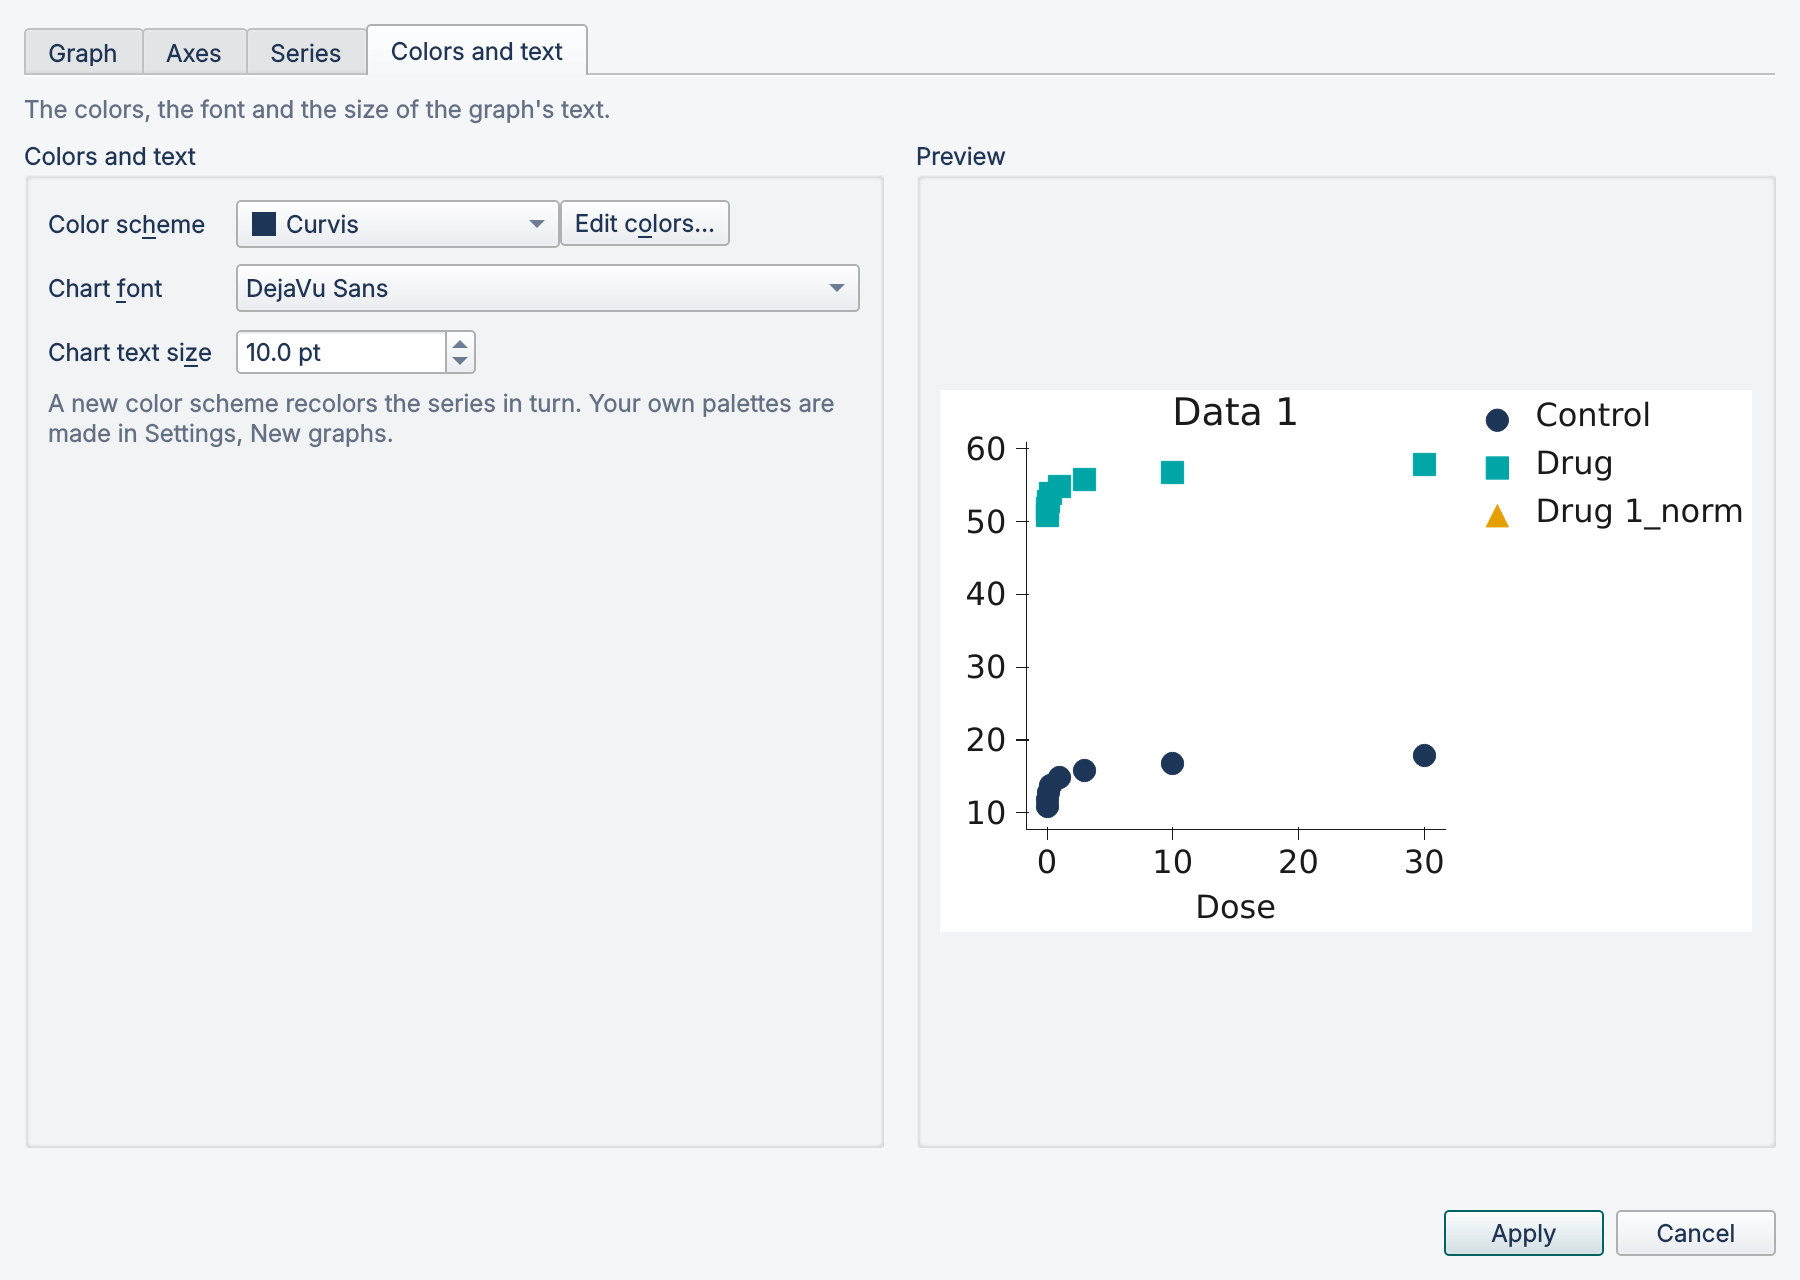 Graph
Axes
Series
Colors and text
The colors, the font and the size of the graph's text.
Colors and text
Color scheme
Curvis
Edit colors...
Chart font
DejaVu Sans
Chart text size
10.0 pt
A new color scheme recolors the series in turn. Your own palettes are
made in Settings, New graphs.
Preview
Data 1
Control
Drug
Drug 1_norm
60
50
40
30
20
10
0 10 20 30
Dose
Apply
Cancel